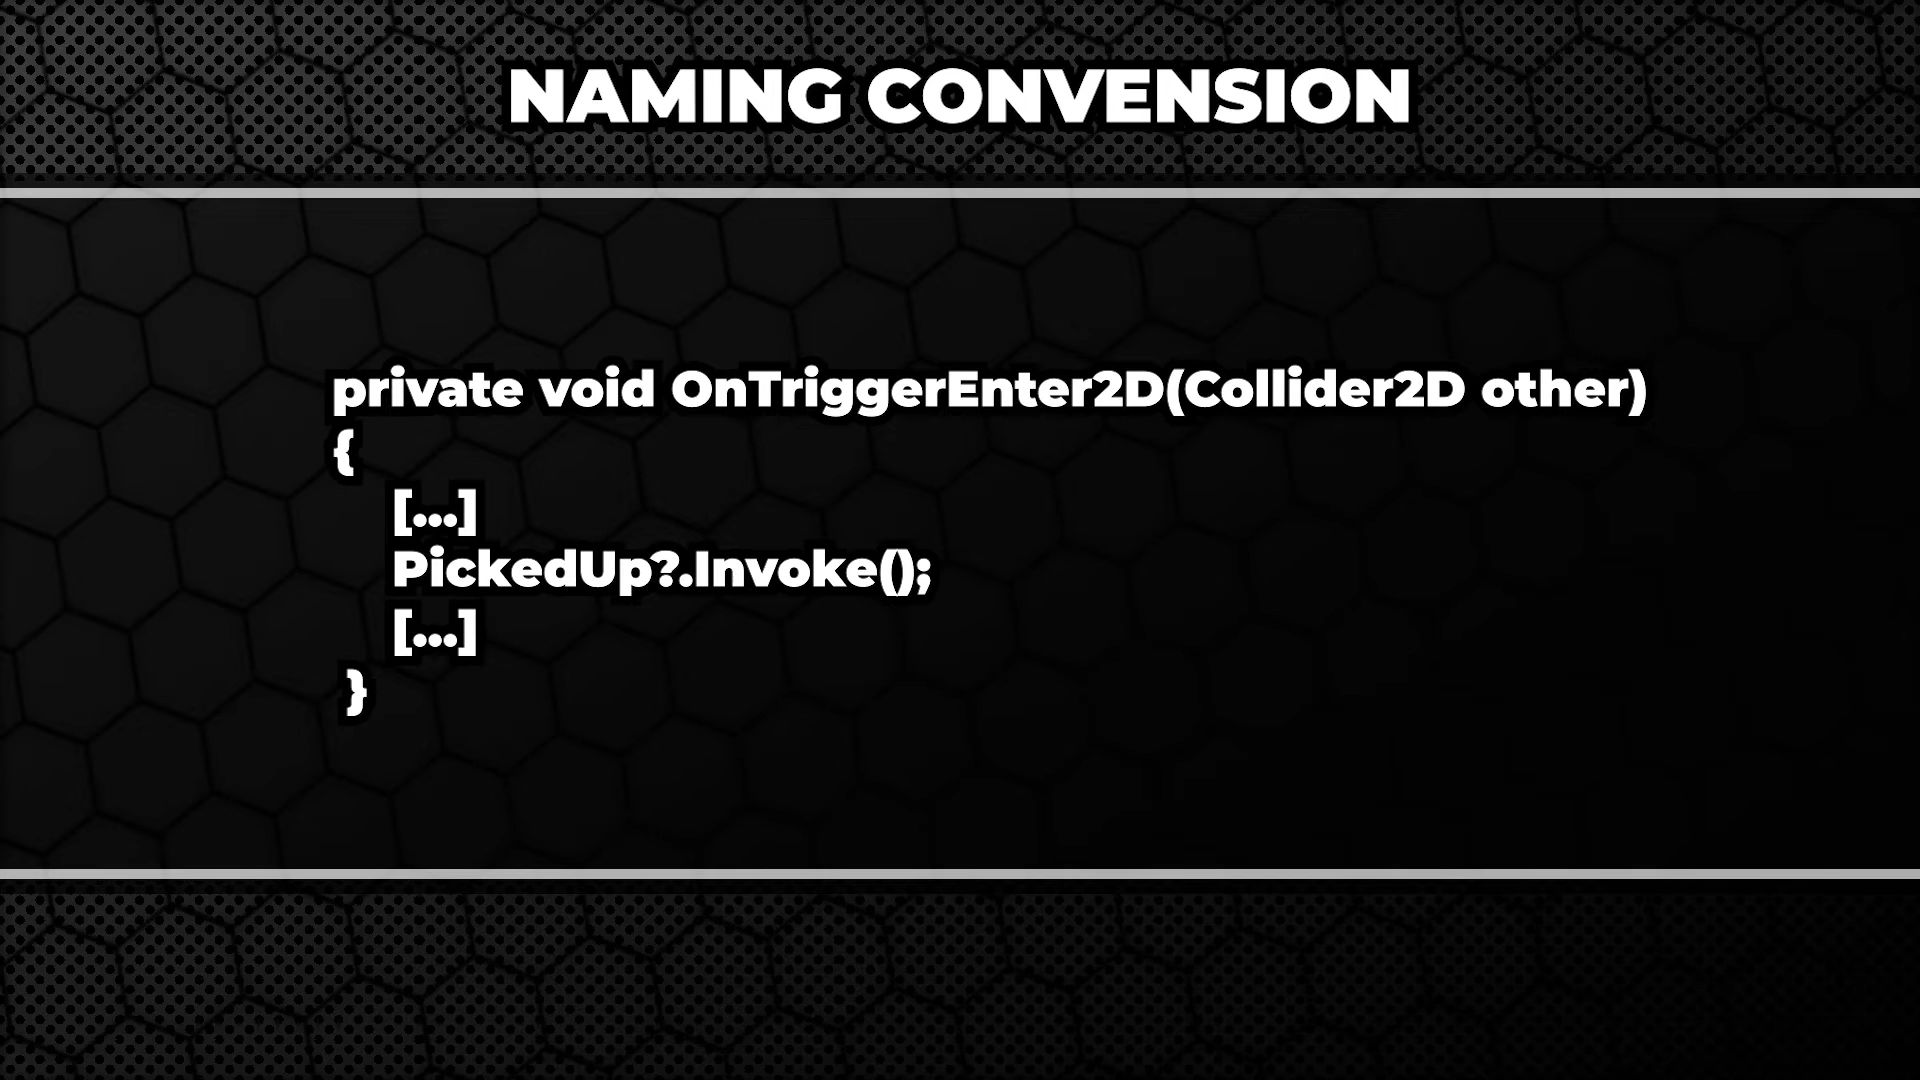 NAMING CONVENSION
private void OnTriggerEnter2D(Collider2D other)
{
[...]
PickedUp?.Invoke();
[...]
}